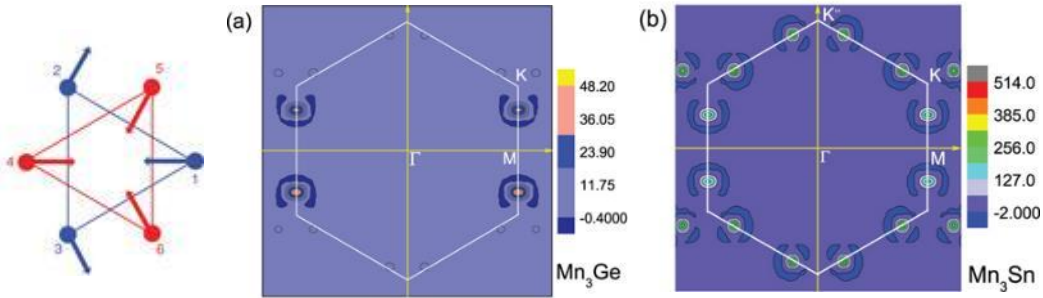 2
5
4
1
3
6
(a)
K
Γ
M
48.20
36.05
23.90
11.75
-0.4000
Mn₃Ge
(b)
K"
K
Γ
M
514.0
385.0
256.0
127.0
-2.000
Mn₃Sn